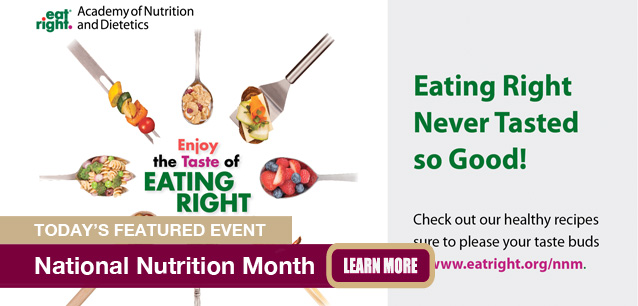 eat
right.
Academy of Nutrition
and Dietetics
Enjoy
the Taste of
EATING
RIGHT
TODAY'S FEATURED EVENT
National Nutrition Month
LEARN MORE
Eating Right
Never Tasted
so Good!
Check out our healthy recipes
sure to please your taste buds
www.eatright.org/nnm.